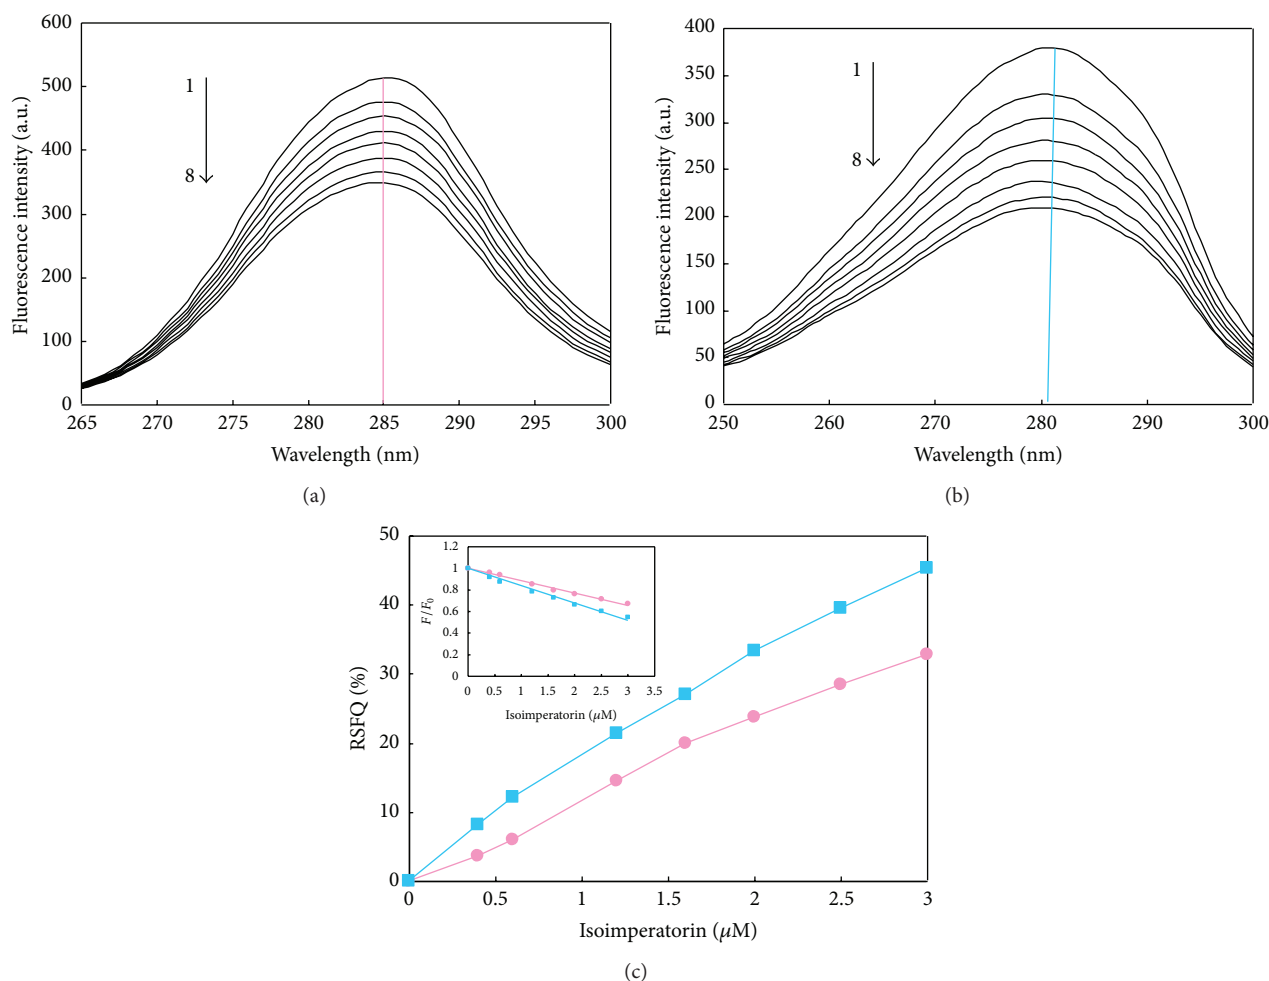 600
500
400
300
200
100
0
Fluorescence intensity (a.u.)
1
8
265 270 275 280 285 290 295 300
Wavelength (nm)
(a)
400
350
300
250
200
150
100
50
0
Fluorescence intensity (a.u.)
1
8
250 260 270 280 290 300
Wavelength (nm)
(b)
50
40
30
20
10
0
RSFQ (%)
1.2
1
0.8
0.6
0.4
0.2
0
F/F0
0 0.5 1 1.5 2 2.5 3 3.5
Isoimperatorin (μM)
0 0.5 1 1.5 2 2.5 3
Isoimperatorin (μM)
(c)